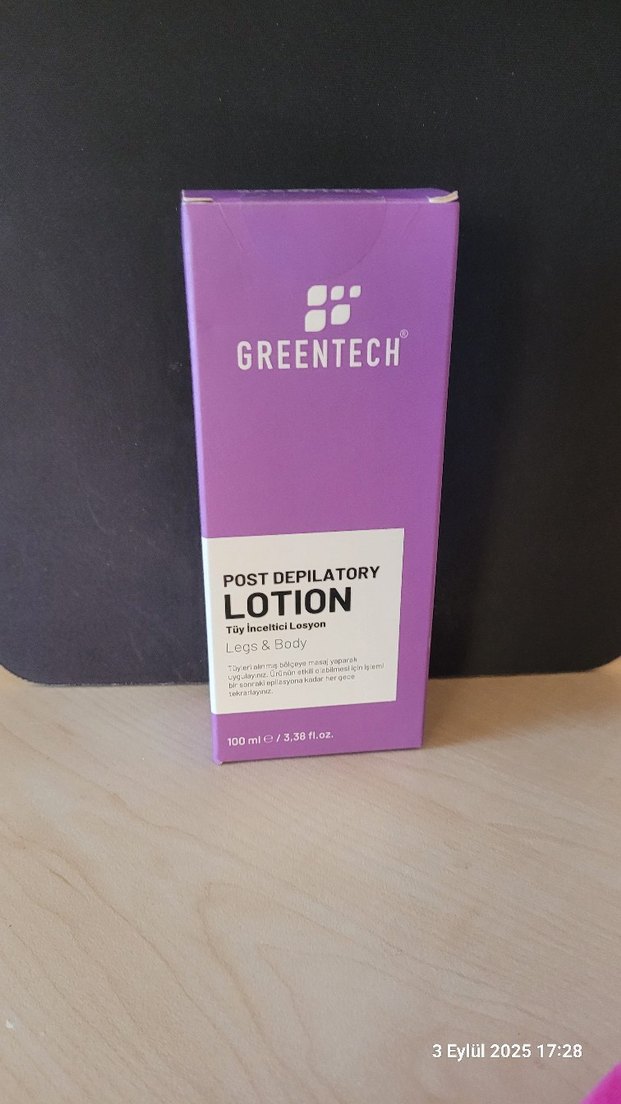 GREENTECH®
POST DEPILATORY
LOTION
Tüy İnceltici Losyon
Legs & Body
Tüyleri alınmış bölgeye masaj yaparak
uygulayınız. Ürünün etkili olabilmesi için işlemi
bir sonraki epilasyona kadar her gece
tekrarlayınız.
100 ml ℮ / 3,38 fl.oz.
3 Eylül 2025 17:28